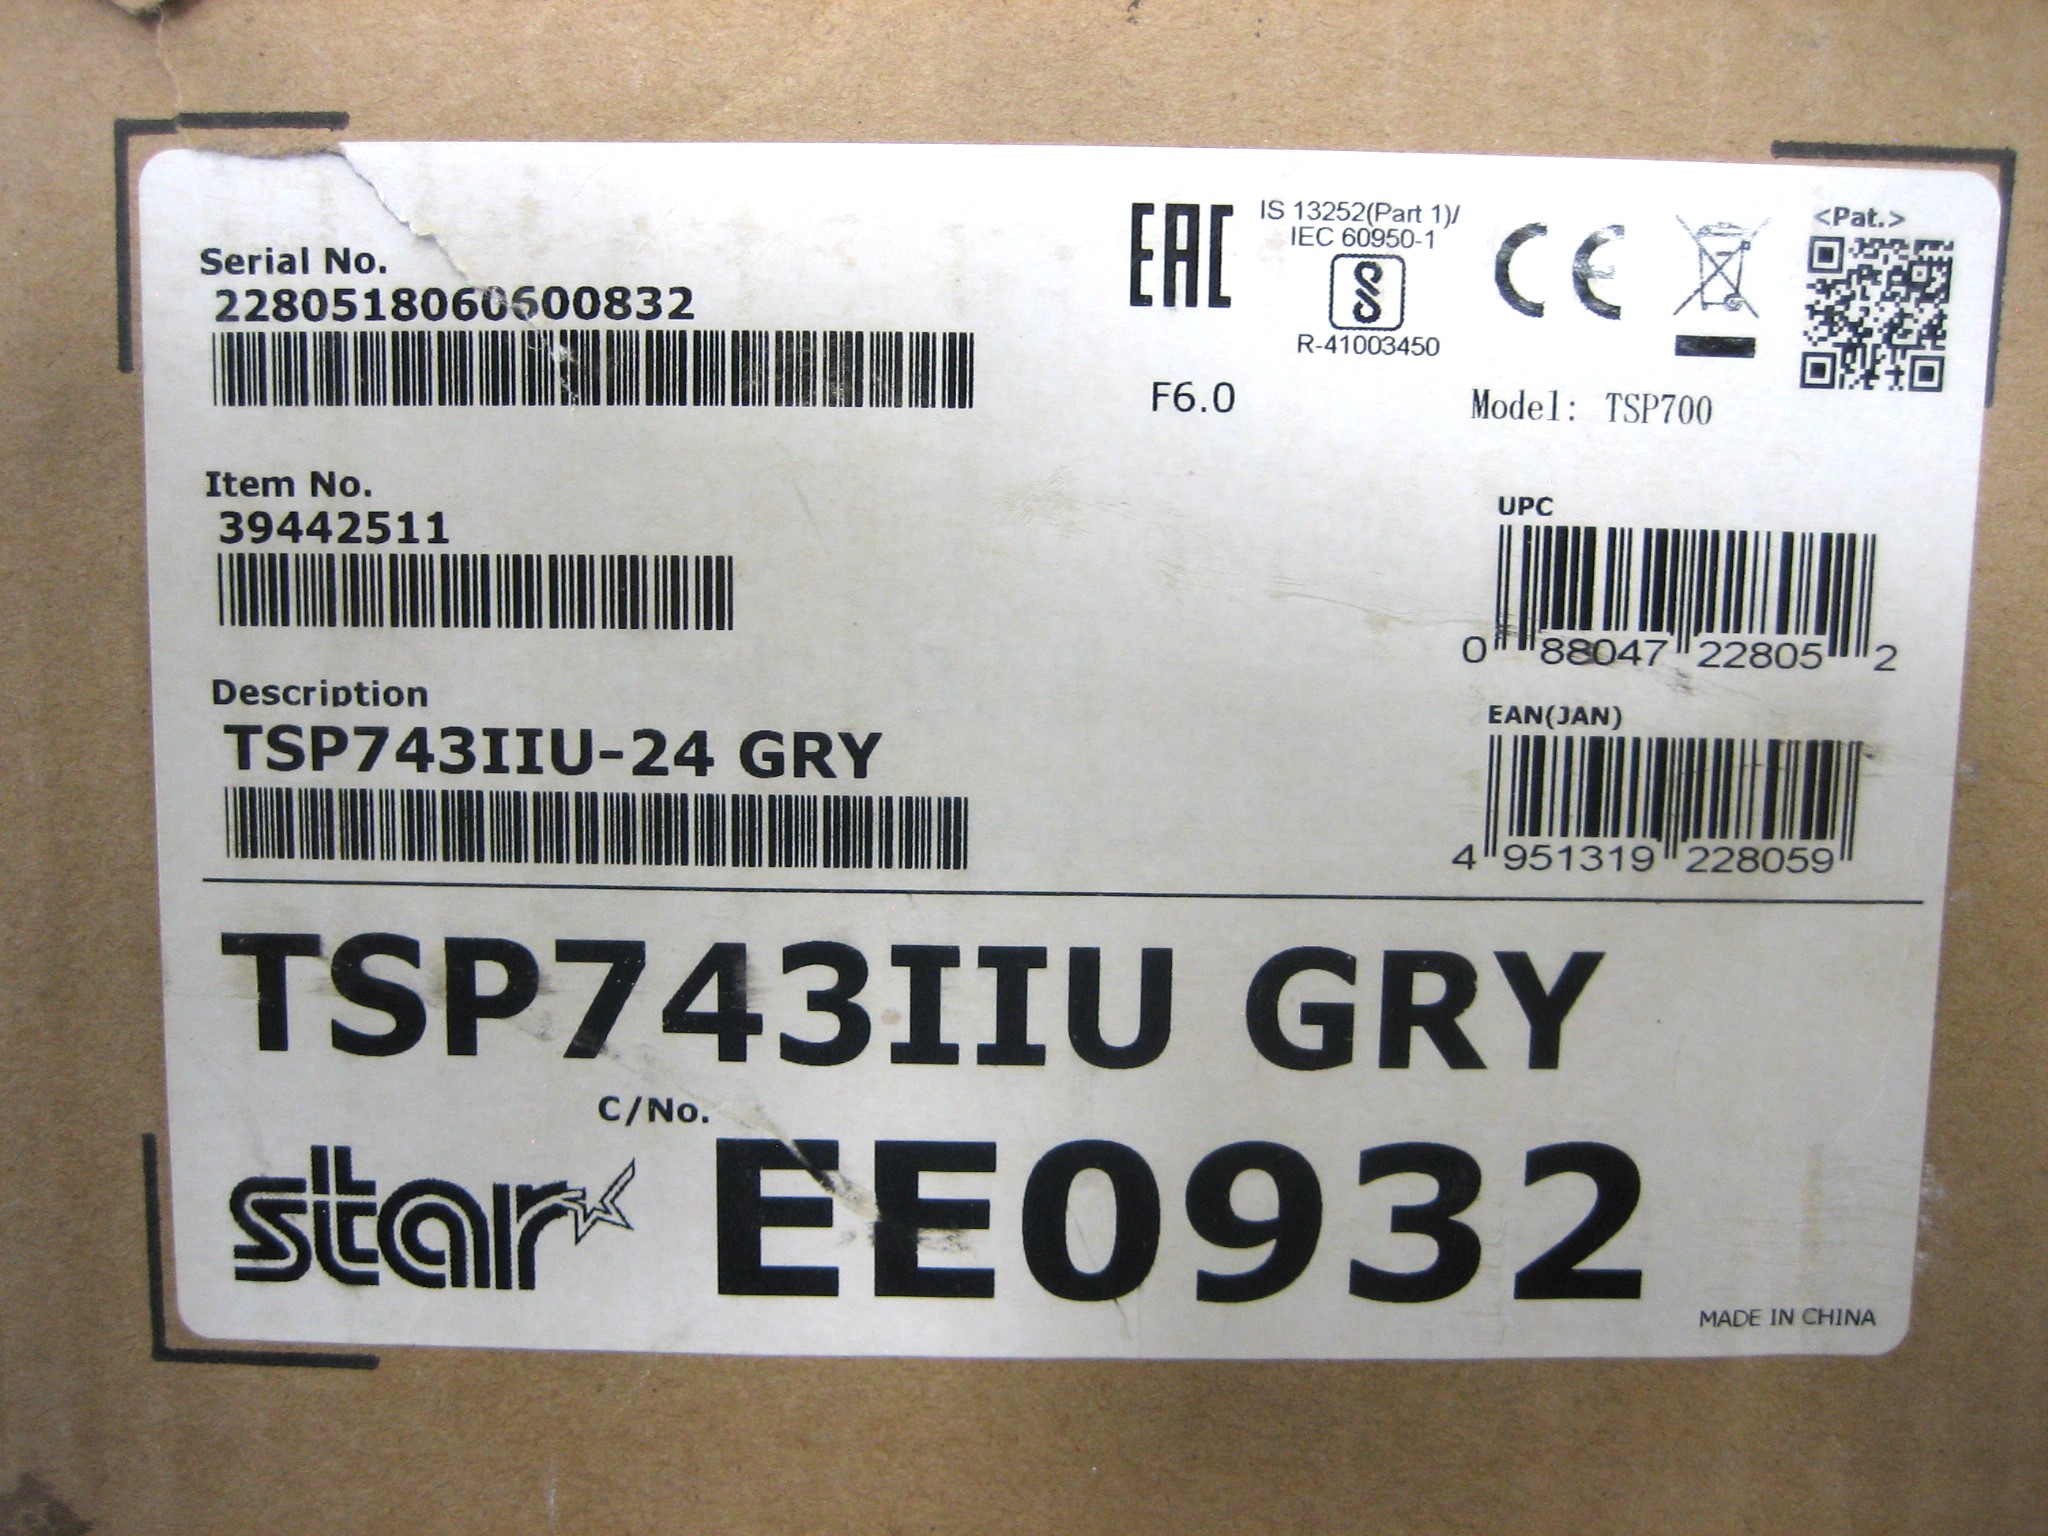 Serial No.
2280518060600832
EAC
IS 13252(Part 1)/
IEC 60950-1
R-41003450
CE
<Pat.>
F6.0
Model: TSP700
Item No.
39442511
UPC
0 88047 22805 2
Description
TSP743IIU-24 GRY
EAN(JAN)
4 951319 228059
TSP743IIU GRY
C/No.
star
EE0932
MADE IN CHINA